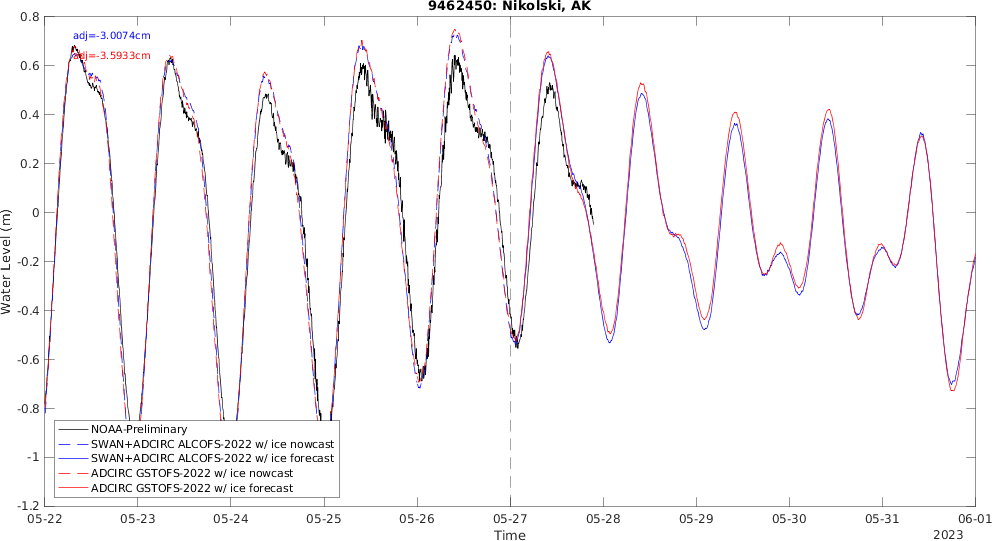 9462450: Nikolski, AK
adj=-3.0074cm
adj=-3.5933cm
0.8
0.6
0.4
0.2
0
-0.2
-0.4
-0.6
-0.8
-1
-1.2
Water Level (m)
NOAA-Preliminary
SWAN+ADCIRC ALCOFS-2022 w/ ice nowcast
SWAN+ADCIRC ALCOFS-2022 w/ ice forecast
ADCIRC GSTOFS-2022 w/ ice nowcast
ADCIRC GSTOFS-2022 w/ ice forecast
05-22 05-23 05-24 05-25 05-26 05-27 05-28 05-29 05-30 05-31 06-01
Time
2023